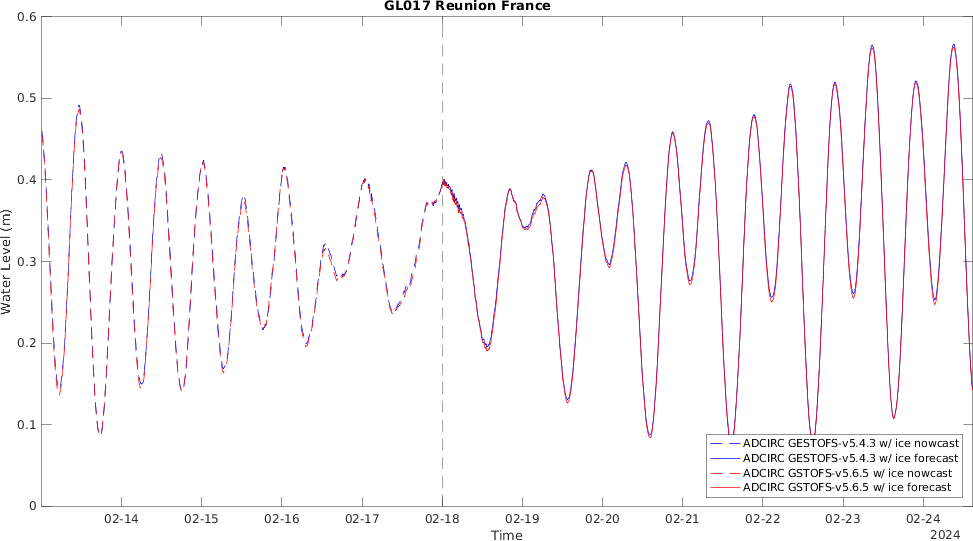 GL017 Reunion France
0.6
0.5
0.4
0.3
0.2
0.1
0
Water Level (m)
ADCIRC GESTOFS-v5.4.3 w/ ice nowcast
ADCIRC GESTOFS-v5.4.3 w/ ice forecast
ADCIRC GSTOFS-v5.6.5 w/ ice nowcast
ADCIRC GSTOFS-v5.6.5 w/ ice forecast
02-14 02-15 02-16 02-17 02-18 02-19 02-20 02-21 02-22 02-23 02-24
Time 2024